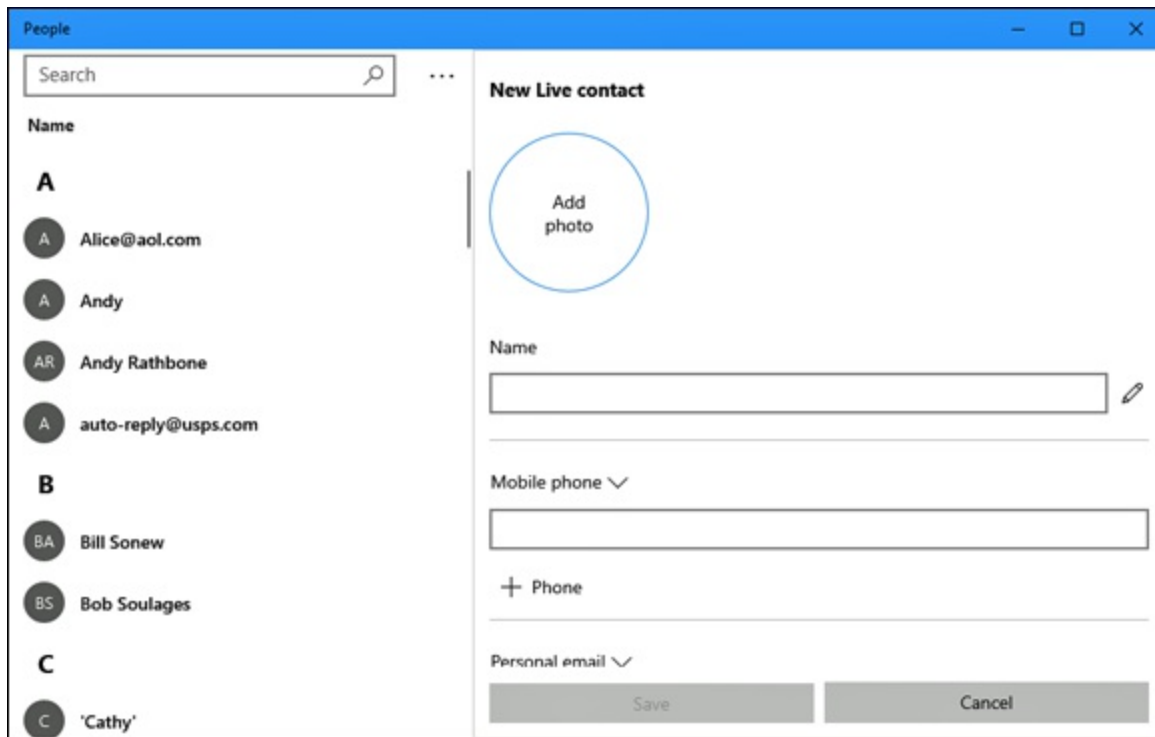 People
Search
...
Name
A
A
Alice@aol.com
A
Andy
AR
Andy Rathbone
A
auto-reply@usps.com
B
BA
Bill Sonew
BS
Bob Soulages
C
C
'Cathy'
New Live contact
Add
photo
Name
Mobile phone
+ Phone
Personal email
Save
Cancel